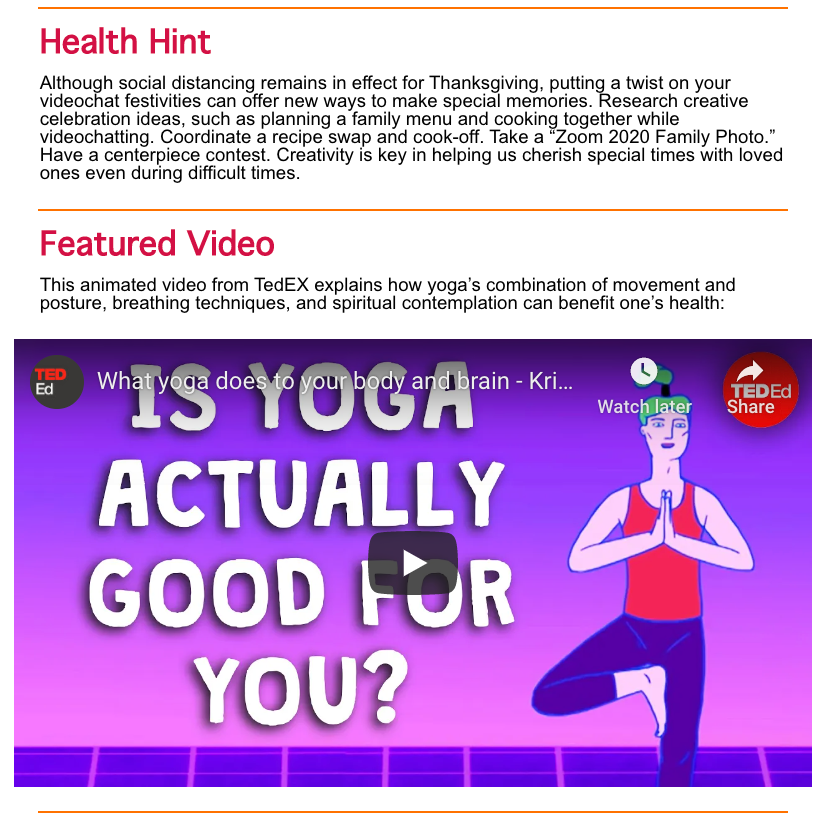 Health Hint
Although social distancing remains in effect for Thanksgiving, putting a twist on your
videochat festivities can offer new ways to make special memories. Research creative
celebration ideas, such as planning a family menu and cooking together while
videochatting. Coordinate a recipe swap and cook-off. Take a “Zoom 2020 Family Photo.”
Have a centerpiece contest. Creativity is key in helping us cherish special times with loved
ones even during difficult times.
Featured Video
This animated video from TedEX explains how yoga’s combination of movement and
posture, breathing techniques, and spiritual contemplation can benefit one’s health:
TED
Ed
What yoga does to your body and brain - Kri...
Watch later
Share
TEDEd
IS YOGA
ACTUALLY
GOOD FOR
YOU?